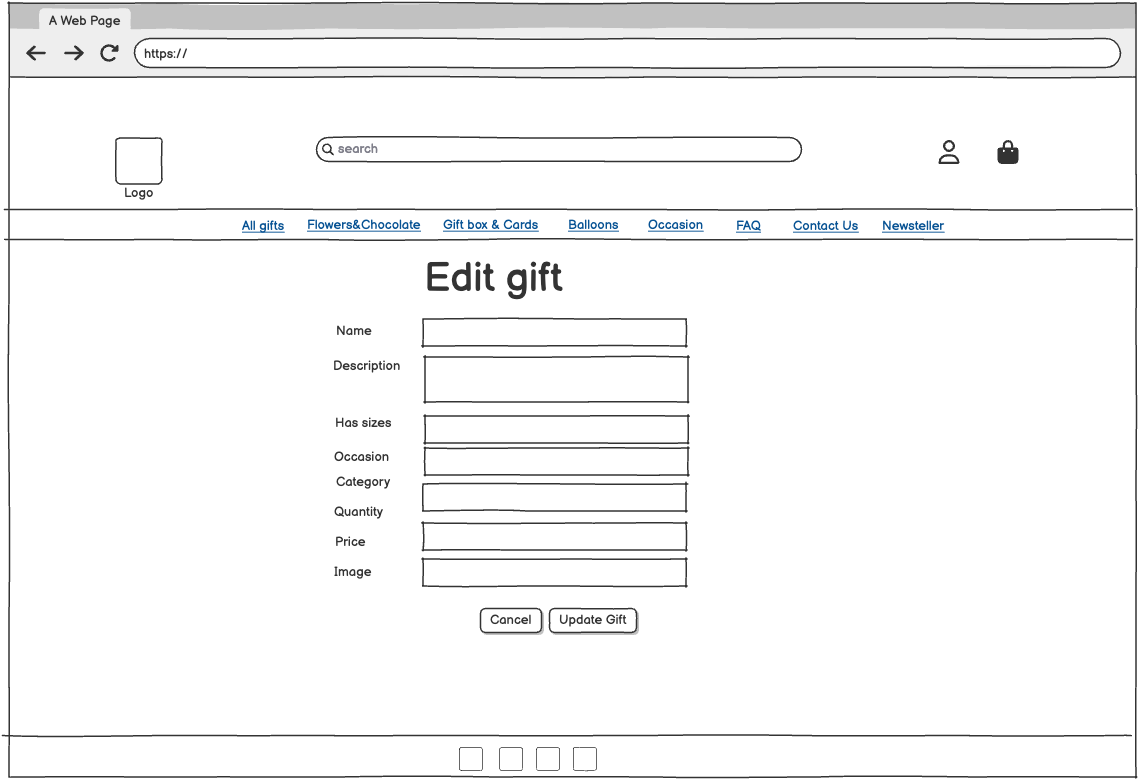 A Web Page
https://
search
Logo
All gifts Flowers&Chocolate Gift box & Cards Balloons Occasion FAQ Contact Us Newsteller
Edit gift
Name
Description
Has sizes
Occasion
Category
Quantity
Price
Image
Cancel Update Gift